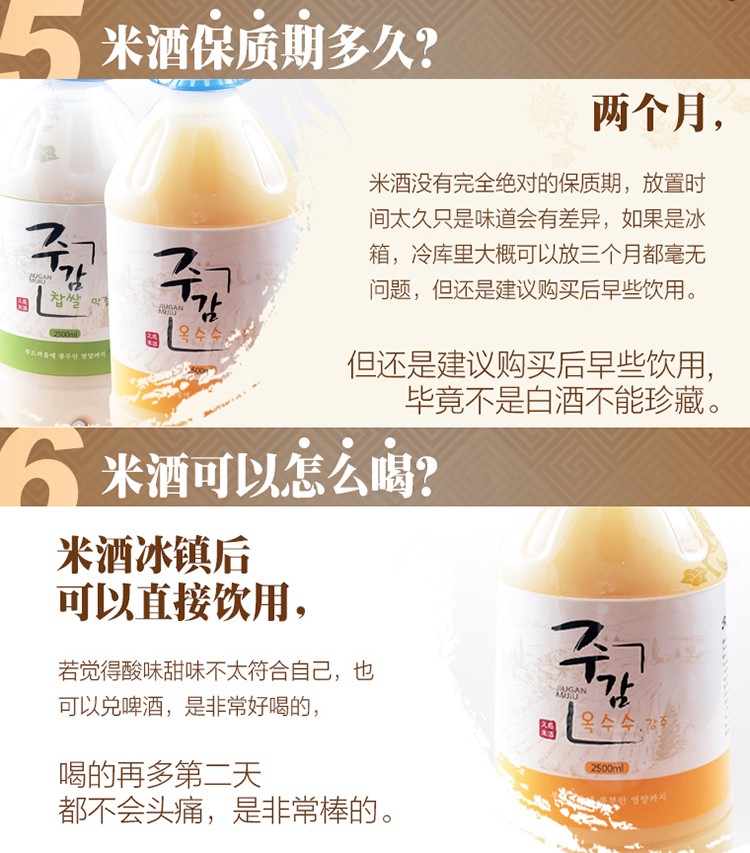 5
米酒保质期多久?
两个月，
米酒没有完全绝对的保质期，放置时
间太久只是味道会有差异，如果是冰
箱，冷库里大概可以放三个月都毫无
问题，但还是建议购买后早些饮用。
但还是建议购买后早些饮用，
毕竟不是白酒不能珍藏。
주감
JIUGAN
MIJIU
찹쌀
2500ml
주감
JIUGAN
MIJIU
옥수수
6
米酒可以怎么喝?
米酒冰镇后
可以直接饮用，
若觉得酸味甜味不太符合自己，也
可以兑啤酒，是非常好喝的，
喝的再多第二天
都不会头痛，是非常棒的。
주감
JIUGAN
MIJIU
옥수수 감주
2500ml